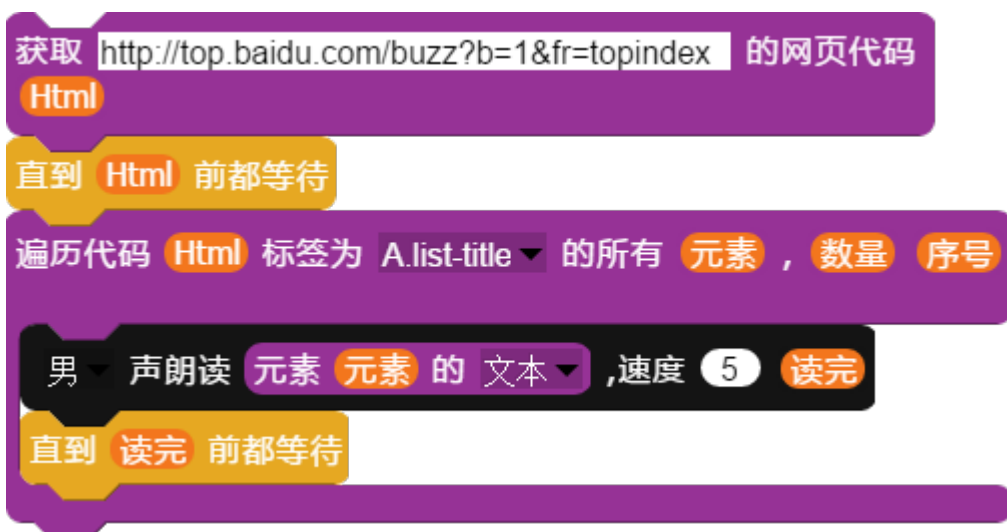 获取 http://top.baidu.com/buzz?b=1&fr=topindex 的网页代码
Html
直到 Html 前都等待
遍历代码 Html 标签为 A.list-title 的所有 元素 , 数量 序号
男 声朗读 元素 元素 的 文本 ,速度 5 读完
直到 读完 前都等待